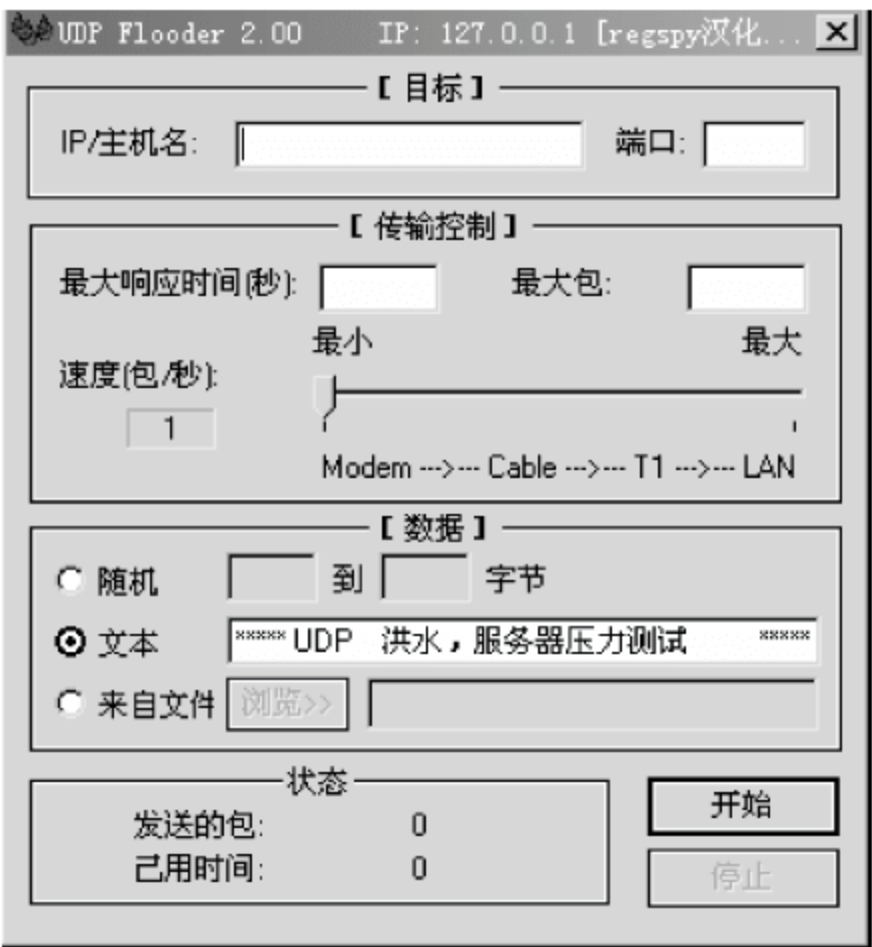 UDP Flooder 2.00 IP: 127.0.0.1 [regspy汉化...
[ 目标 ]
IP/主机名: 端口:
[ 传输控制 ]
最大响应时间(秒): 最大包:
最小 最大
速度(包/秒):
1
Modem --->--- Cable --->--- T1 --->--- LAN
[ 数据 ]
随机 到 字节
文本 ***** UDP 洪水，服务器压力测试 *****
来自文件 浏览>>
状态
发送的包: 0
己用时间: 0
开始
停止